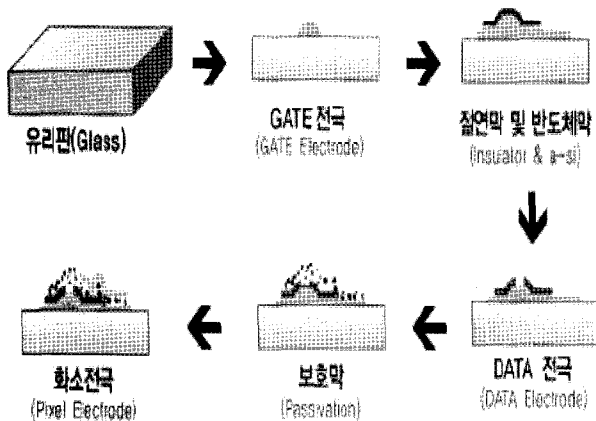 유리판(Glass)
GATE 전극
(GATE Electrode)
절연막 및 반도체막
(Insulator & a-si)
DATA 전극
(DATA Electrode)
보호막
(Passivation)
화소전극
(Pixel Electrode)